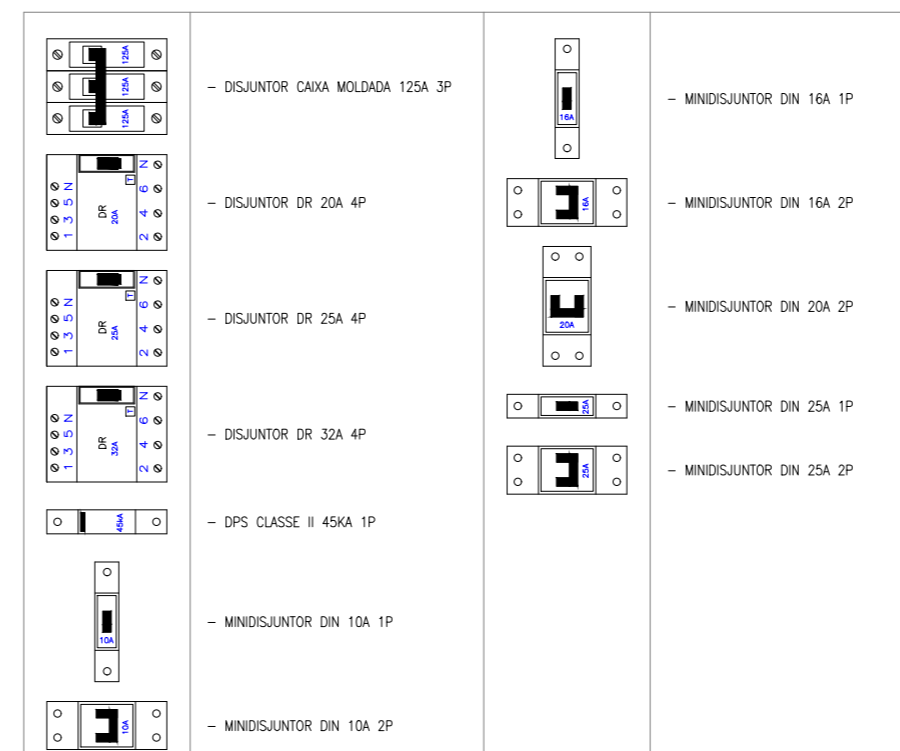 125A
125A
125A
- DISJUNTOR CAIXA MOLDADA 125A 3P
N 6 4 2
T
DR
20A
1 3 5 N
- DISJUNTOR DR 20A 4P
N 6 4 2
T
DR
25A
1 3 5 N
- DISJUNTOR DR 25A 4P
N 6 4 2
T
DR
32A
1 3 5 N
- DISJUNTOR DR 32A 4P
45kA
- DPS CLASSE II 45KA 1P
10A
- MINIDISJUNTOR DIN 10A 1P
10A
- MINIDISJUNTOR DIN 10A 2P
16A
- MINIDISJUNTOR DIN 16A 1P
16A
- MINIDISJUNTOR DIN 16A 2P
20A
- MINIDISJUNTOR DIN 20A 2P
25A
- MINIDISJUNTOR DIN 25A 1P
25A
- MINIDISJUNTOR DIN 25A 2P